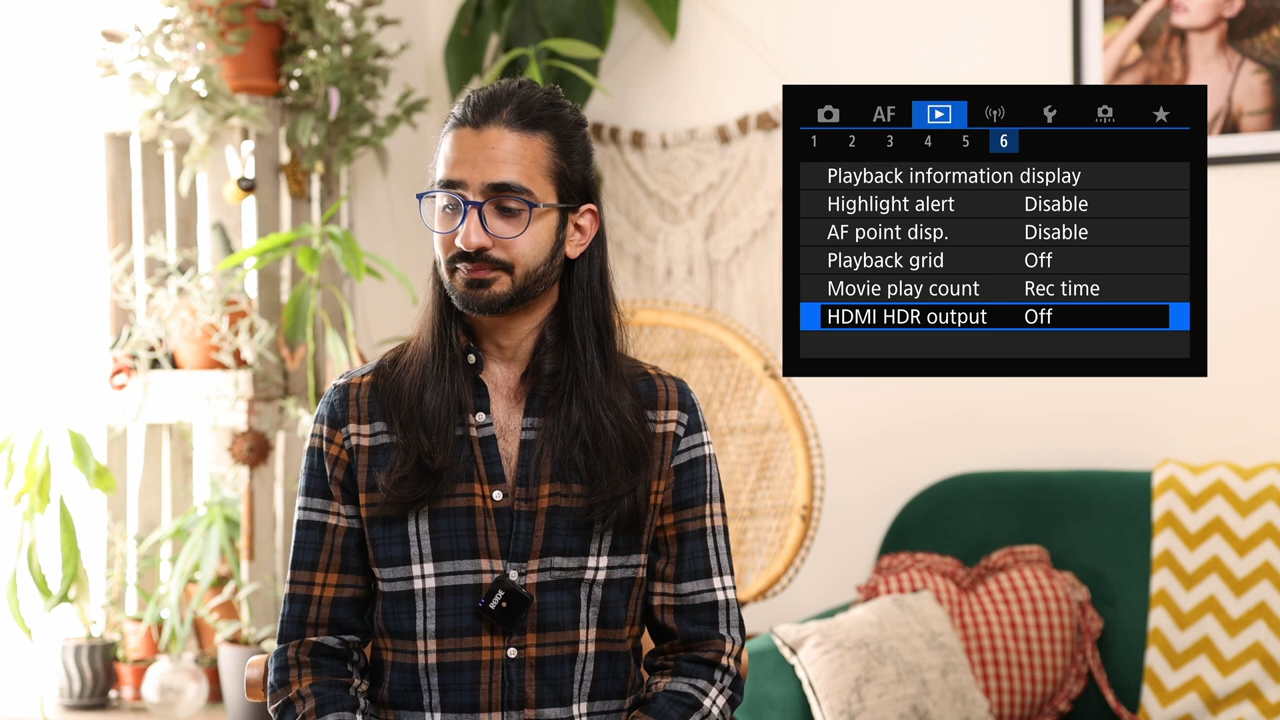 AF
1 2 3 4 5 6
Playback information display
Highlight alert Disable
AF point disp. Disable
Playback grid Off
Movie play count Rec time
HDMI HDR output Off
RØDE